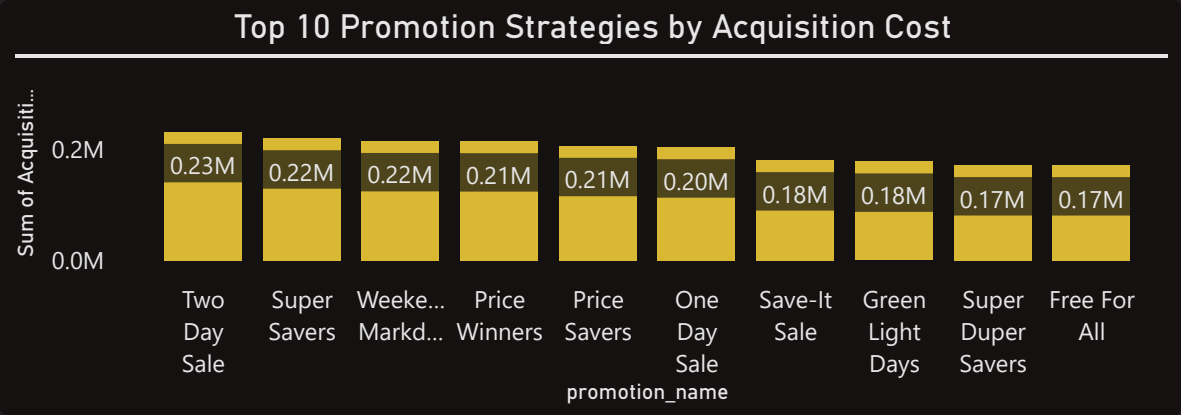 Top 10 Promotion Strategies by Acquisition Cost
Sum of Acquisiti...
0.2M
0.0M
0.23M
0.22M
0.22M
0.21M
0.21M
0.20M
0.18M
0.18M
0.17M
0.17M
Two
Day
Sale
Super
Savers
Weeke...
Markd...
Price
Winners
Price
Savers
One
Day
Sale
Save-It
Sale
Green
Light
Days
Super
Duper
Savers
Free For
All
promotion_name